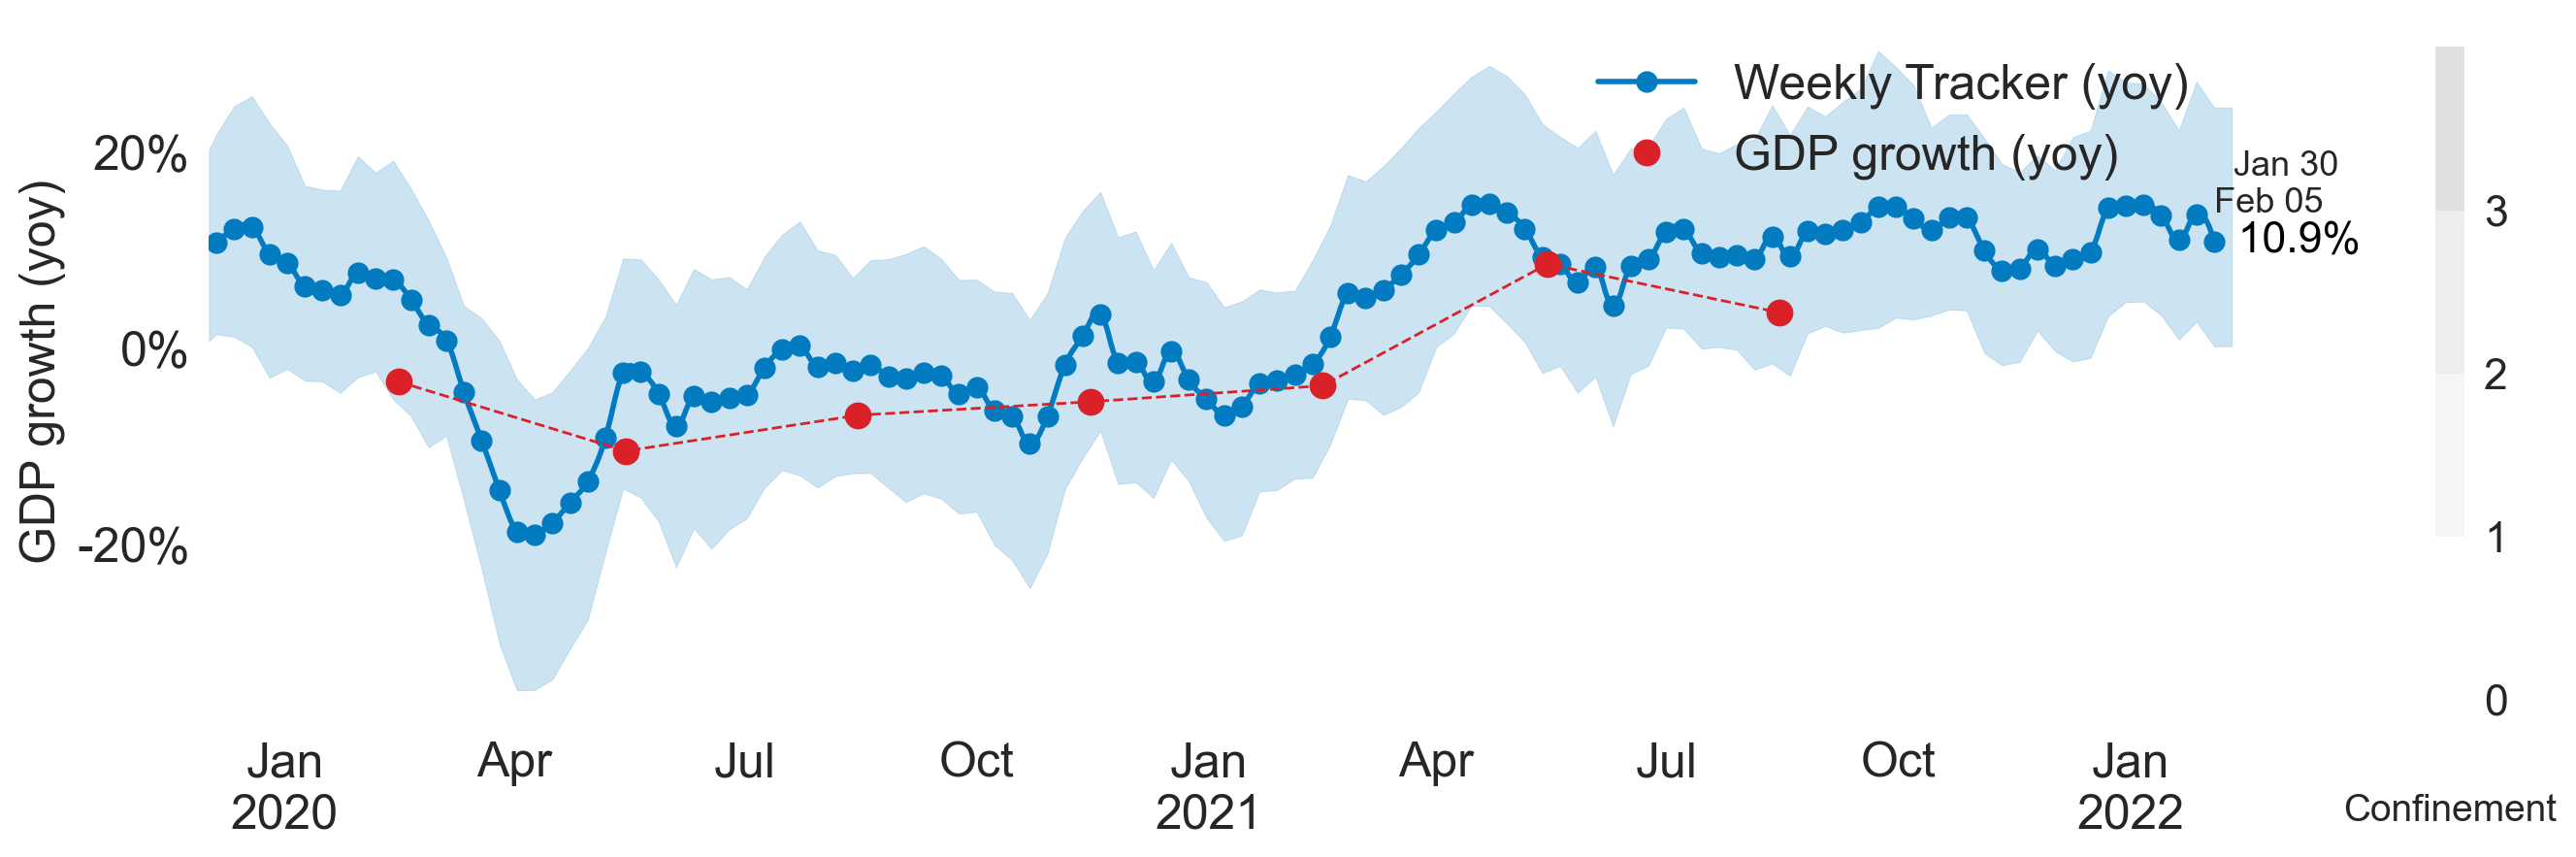 Weekly Tracker (yoy)
GDP growth (yoy)
GDP growth (yoy)
20%
0%
-20%
Jan 30
Feb 05
10.9%
3
2
1
0
Jan Apr Jul Oct Jan Apr Jul Oct Jan
2020 2021 2022
Confinement